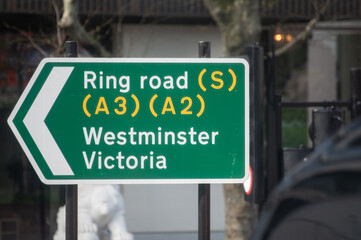 Ring road (S)
(A3) (A2)
Westminster
Victoria